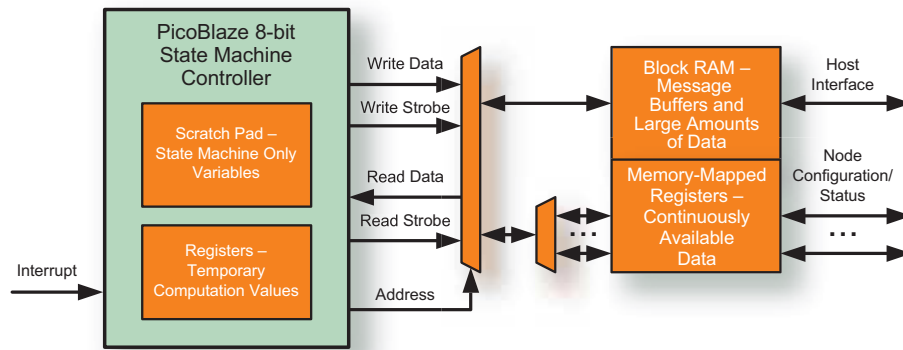 PicoBlaze 8-bit
State Machine
Controller
Scratch Pad –
State Machine Only
Variables
Registers –
Temporary
Computation Values
Interrupt
Write Data
Write Strobe
Read Data
Read Strobe
Address
Block RAM –
Message
Buffers and
Large Amounts
of Data
Memory-Mapped
Registers –
Continuously
Available
Data
Host
Interface
Node
Configuration/
Status
...
...